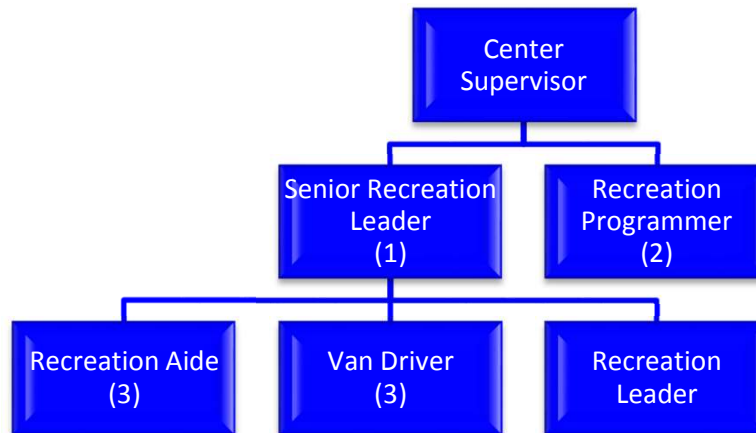 Center
Supervisor
Senior Recreation
Leader
(1)
Recreation
Programmer
(2)
Recreation Aide
(3)
Van Driver
(3)
Recreation
Leader